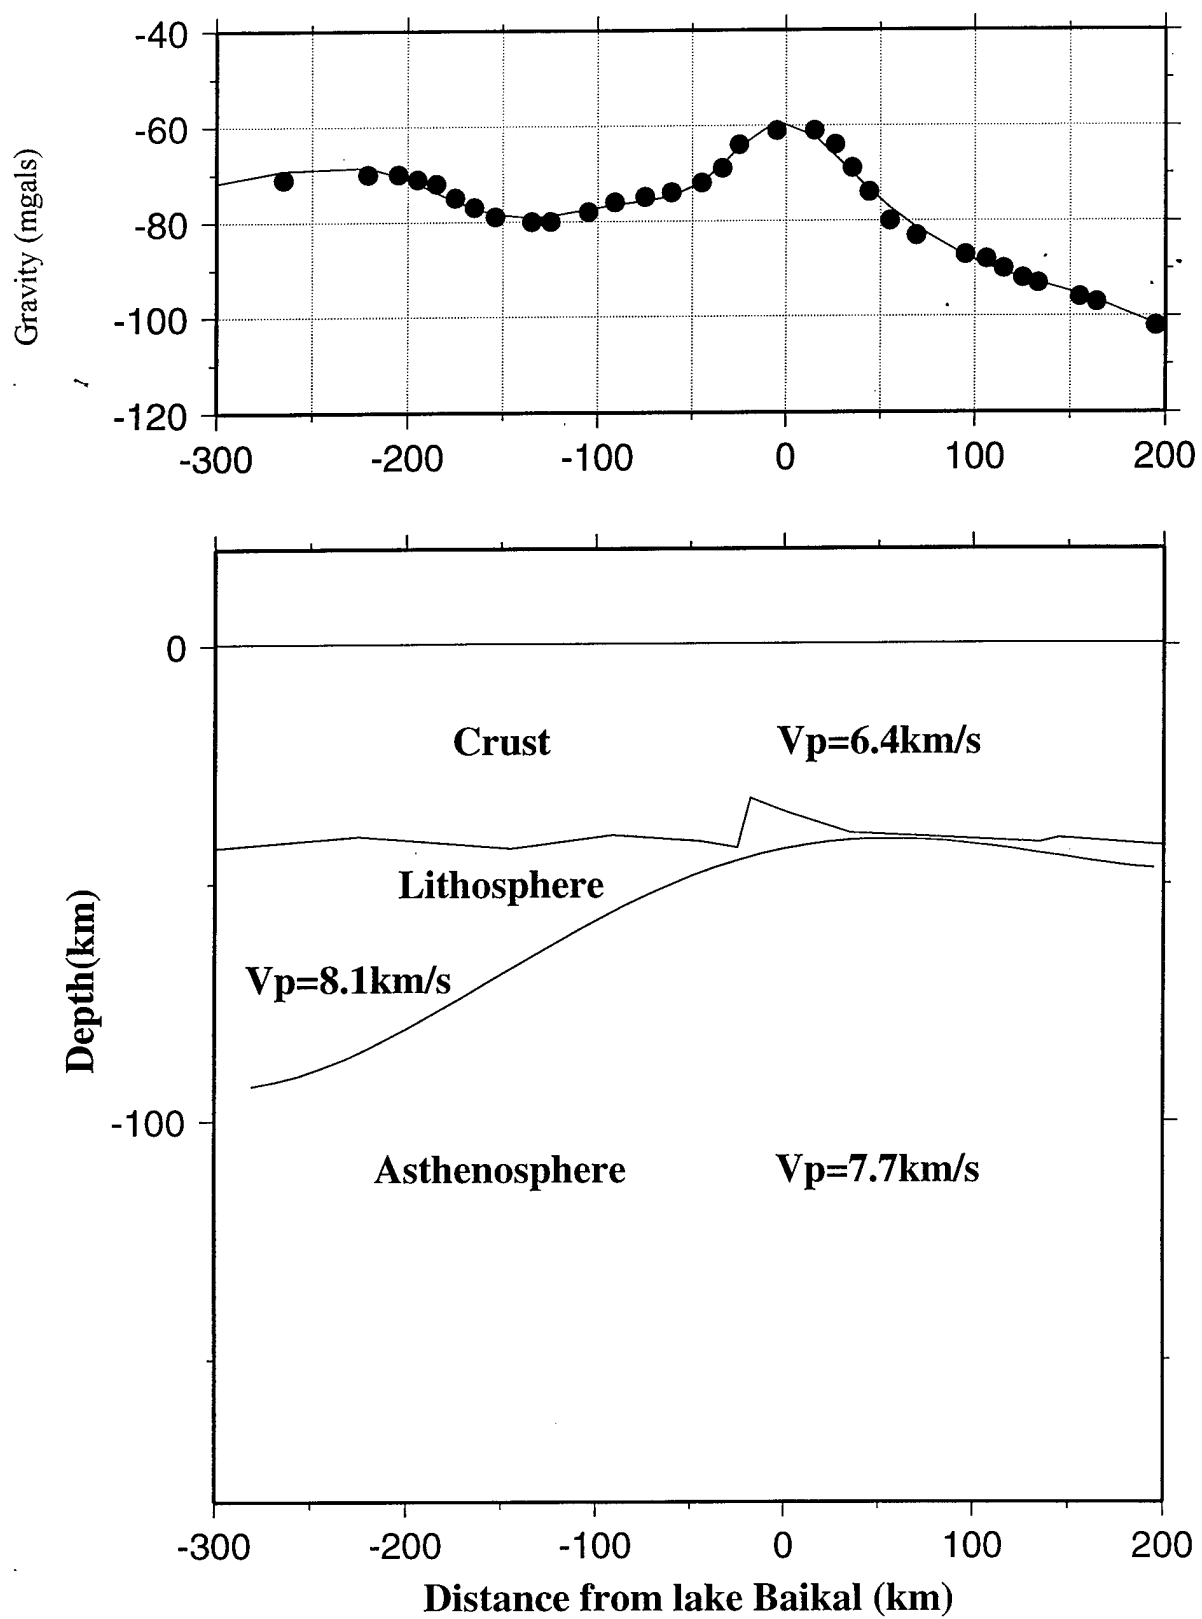 Gravity (mgals)
-40
-60
-80
-100
-120
-300 -200 -100 0 100 200
Depth(km)
0
Crust Vp=6.4km/s
Lithosphere
Vp=8.1km/s
-100
Asthenosphere Vp=7.7km/s
-300 -200 -100 0 100 200
Distance from lake Baikal (km)